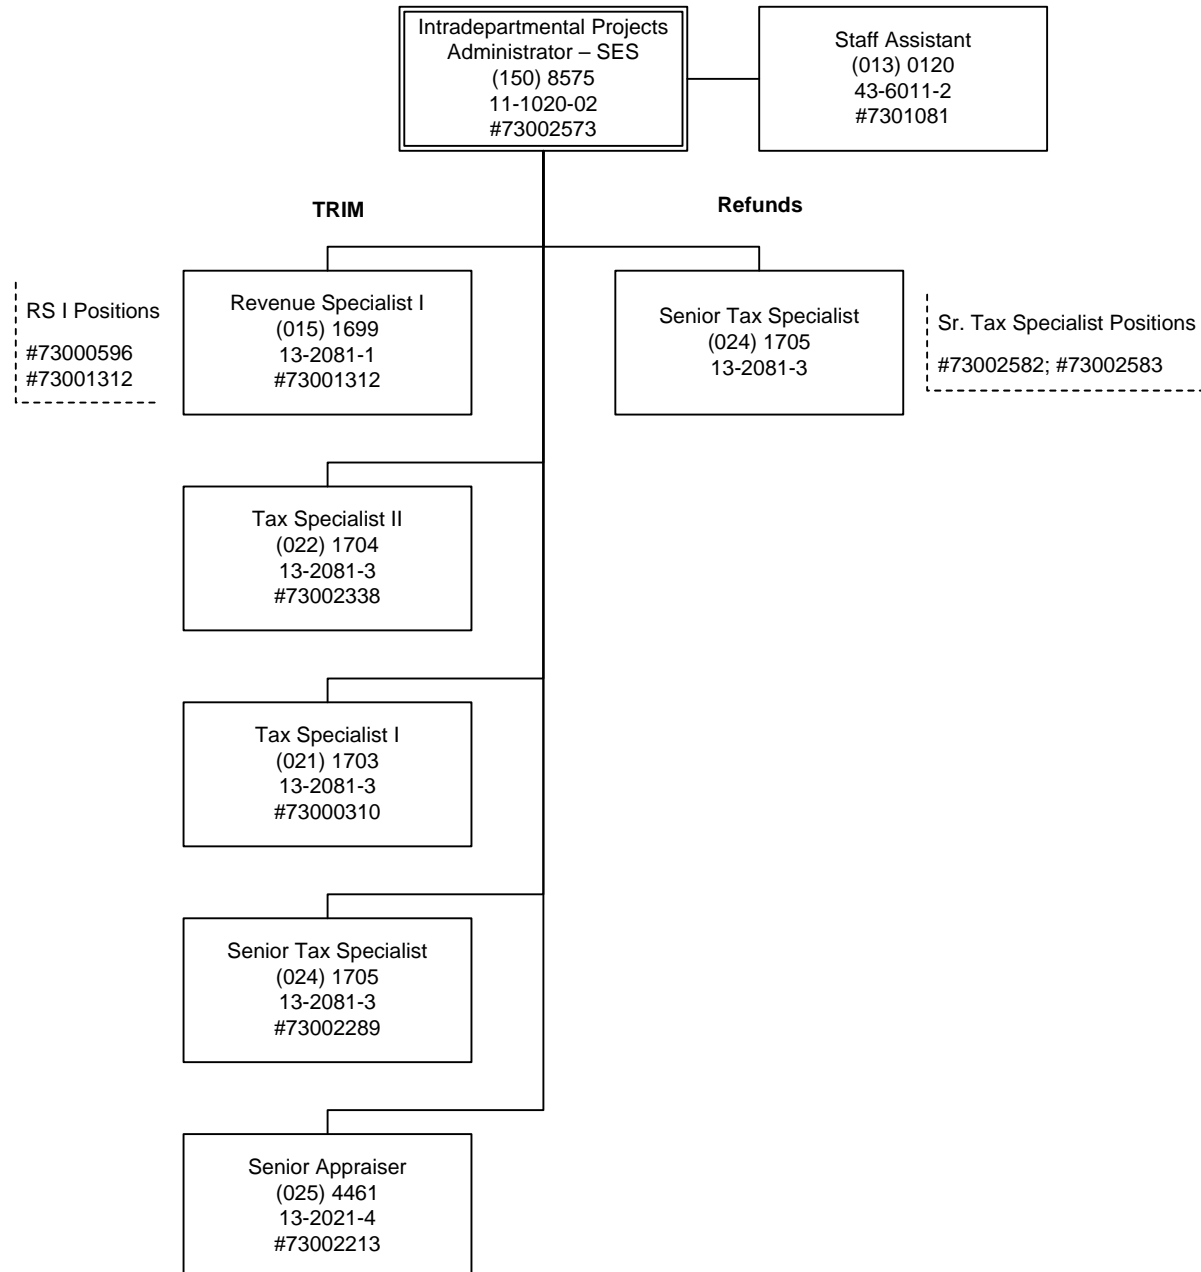 Intradepartmental Projects
Administrator – SES
(150) 8575
11-1020-02
#73002573
Staff Assistant
(013) 0120
43-6011-2
#7301081
TRIM
Refunds
RS I Positions
#73000596
#73001312
Revenue Specialist I
(015) 1699
13-2081-1
#73001312
Senior Tax Specialist
(024) 1705
13-2081-3
Sr. Tax Specialist Positions
#73002582; #73002583
Tax Specialist II
(022) 1704
13-2081-3
#73002338
Tax Specialist I
(021) 1703
13-2081-3
#73000310
Senior Tax Specialist
(024) 1705
13-2081-3
#73002289
Senior Appraiser
(025) 4461
13-2021-4
#73002213